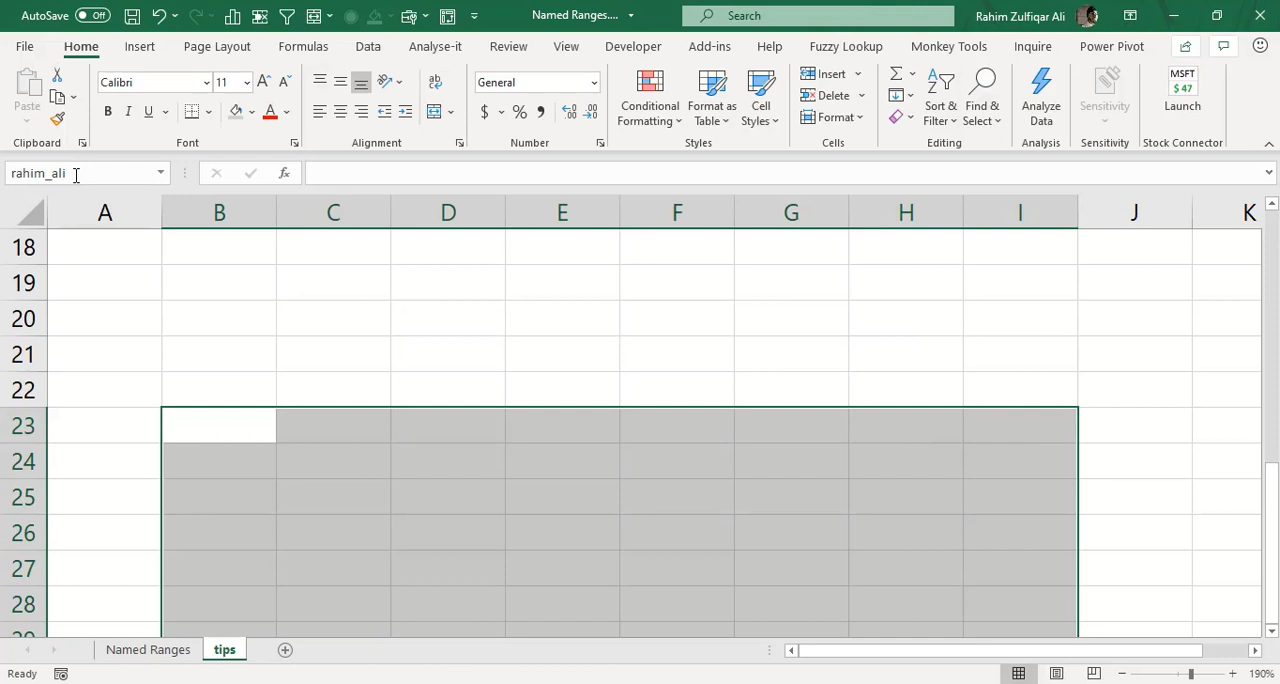 AutoSave Off Named Ranges.... Search Rahim Zulfiqar Ali
File Home Insert Page Layout Formulas Data Analyse-it Review View Developer Add-ins Help Fuzzy Lookup Monkey Tools Inquire Power Pivot
Paste Calibri 11 General Conditional Formatting Format as Table Cell Styles Insert Delete Format Sort & Filter Find & Select Analyze Data Sensitivity MSFT $ 47 Launch
B I U A $ %
Clipboard Font Alignment Number Styles Cells Editing Analysis Sensitivity Stock Connector
rahim_ali fx
A B C D E F G H I J K
18
19
20
21
22
23
24
25
26
27
28
29
Named Ranges tips
Ready 190%